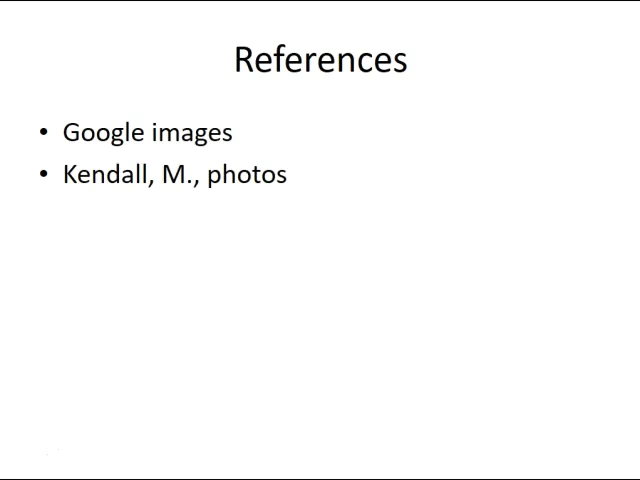 References
• Google images
• Kendall, M., photos